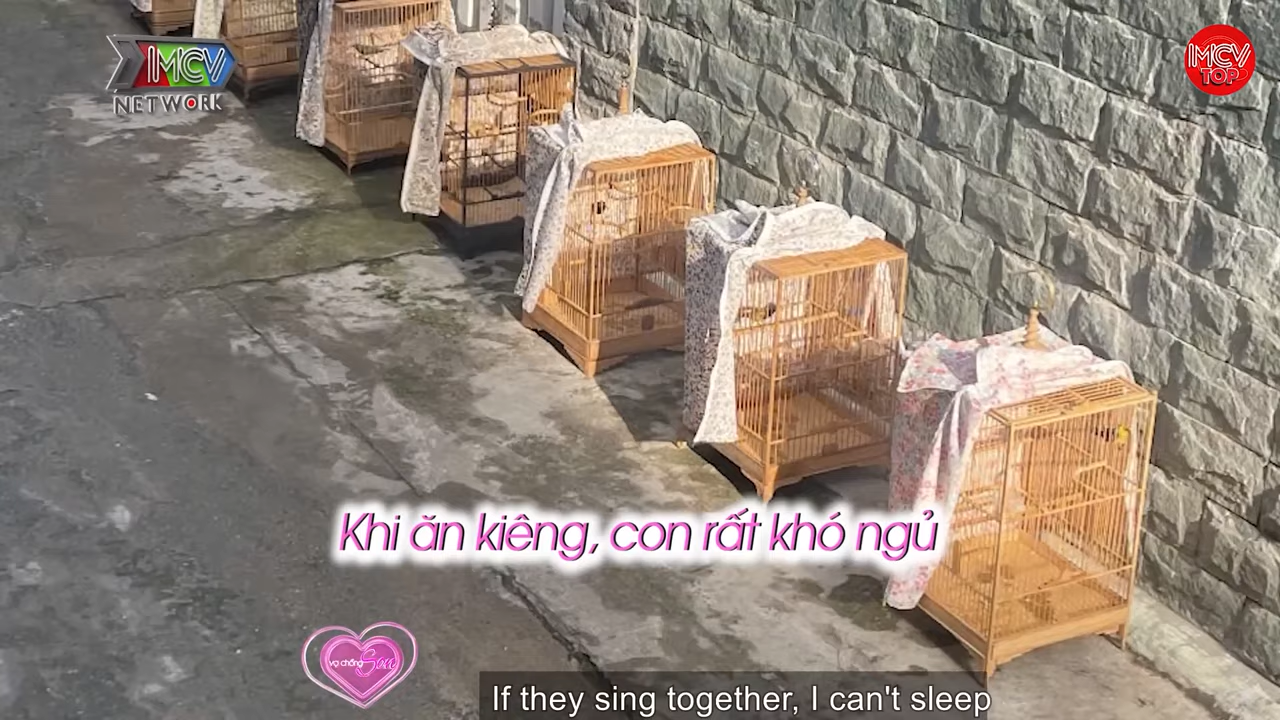 MCV
NETWORK
MCV
TOP
Khi ăn kiêng, con rất khó ngủ
vợ chồng Son
If they sing together, I can't sleep